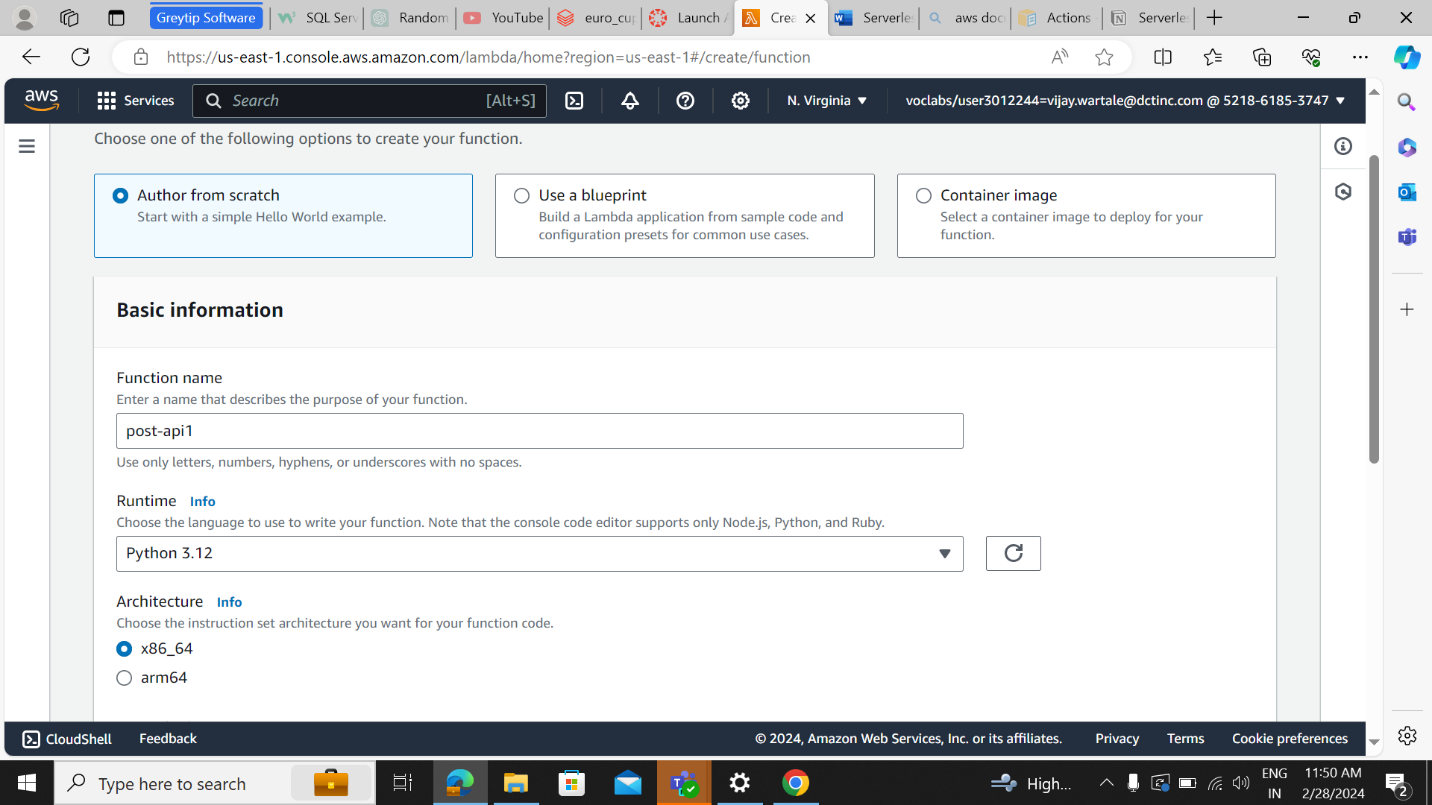 Greytip Software
SQL Serv
Random
YouTube
euro_cup
Launch A
Crea
Serverles
aws doc
Actions
Serverles
https://us-east-1.console.aws.amazon.com/lambda/home?region=us-east-1#/create/function
aws
Services
Search
[Alt+S]
N. Virginia
voclabs/user3012244=vijay.wartale@dctinc.com @ 5218-6185-3747
Choose one of the following options to create your function.
Author from scratch
Start with a simple Hello World example.
Use a blueprint
Build a Lambda application from sample code and
configuration presets for common use cases.
Container image
Select a container image to deploy for your
function.
Basic information
Function name
Enter a name that describes the purpose of your function.
post-api1
Use only letters, numbers, hyphens, or underscores with no spaces.
Runtime Info
Choose the language to use to write your function. Note that the console code editor supports only Node.js, Python, and Ruby.
Python 3.12
Architecture Info
Choose the instruction set architecture you want for your function code.
x86_64
arm64
CloudShell
Feedback
© 2024, Amazon Web Services, Inc. or its affiliates.
Privacy
Terms
Cookie preferences
Type here to search
High...
ENG
IN
11:50 AM
2/28/2024
2